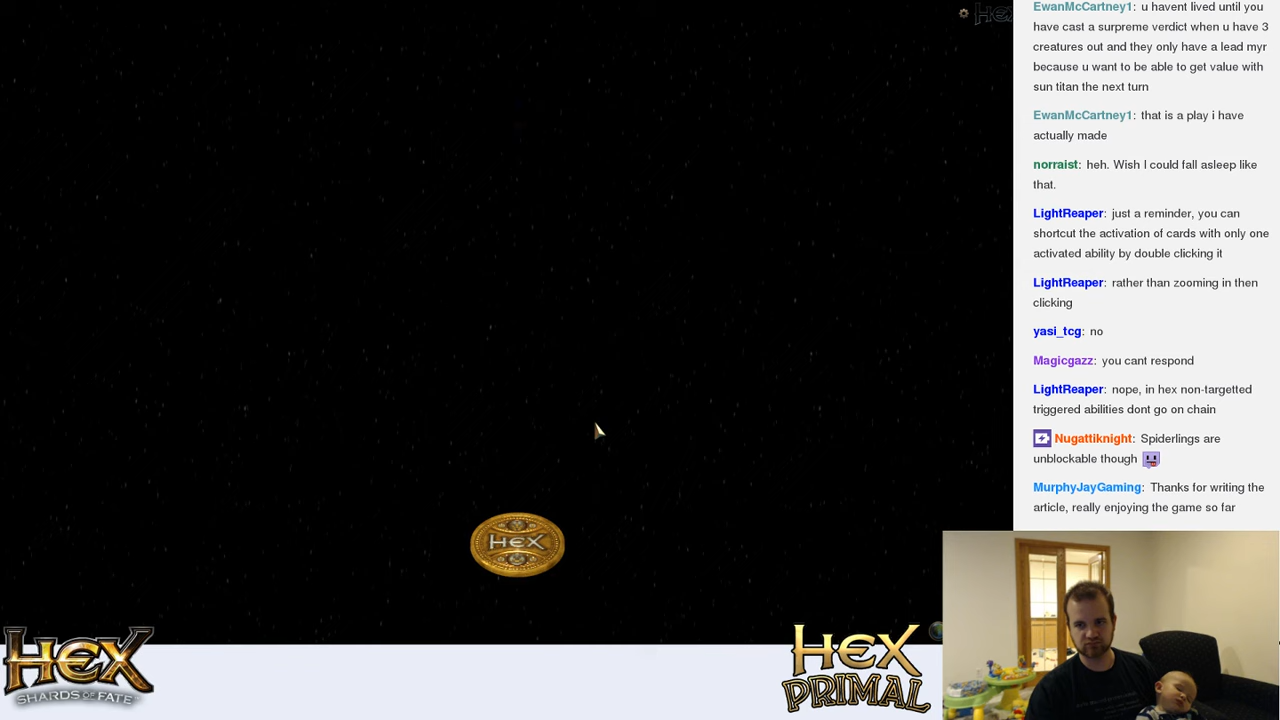 EwanMcCartney1: u havent lived until you
have cast a surpreme verdict when u have 3
creatures out and they only have a lead myr
because u want to be able to get value with
sun titan the next turn
EwanMcCartney1: that is a play i have
actually made
norraist: heh. Wish I could fall asleep like
that.
LightReaper: just a reminder, you can
shortcut the activation of cards with only one
activated ability by double clicking it
LightReaper: rather than zooming in then
clicking
yasi_tcg: no
Magicgazz: you cant respond
LightReaper: nope, in hex non-targetted
triggered abilities dont go on chain
Nugattiknight: Spiderlings are
unblockable though
MurphyJayGaming: Thanks for writing the
article, really enjoying the game so far
HEX
HEX
HEX
SHARDS OF FATE
HEX
PRIMAL